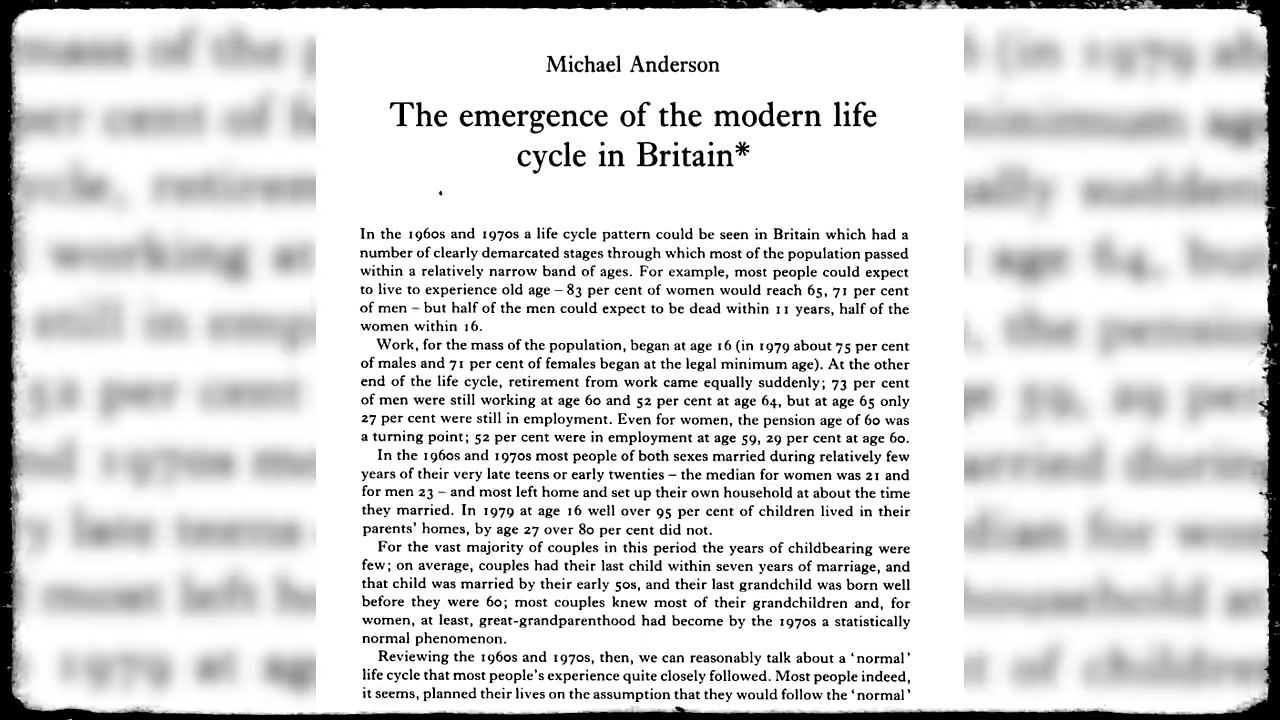 Michael Anderson
The emergence of the modern life
cycle in Britain*
In the 1960s and 1970s a life cycle pattern could be seen in Britain which had a
number of clearly demarcated stages through which most of the population passed
within a relatively narrow band of ages. For example, most people could expect
to live to experience old age – 83 per cent of women would reach 65, 71 per cent
of men – but half of the men could expect to be dead within 11 years, half of the
women within 16.
Work, for the mass of the population, began at age 16 (in 1979 about 75 per cent
of males and 71 per cent of females began at the legal minimum age). At the other
end of the life cycle, retirement from work came equally suddenly; 73 per cent
of men were still working at age 60 and 52 per cent at age 64, but at age 65 only
27 per cent were still in employment. Even for women, the pension age of 60 was
a turning point; 52 per cent were in employment at age 59, 29 per cent at age 60.
In the 1960s and 1970s most people of both sexes married during relatively few
years of their very late teens or early twenties – the median for women was 21 and
for men 23 – and most left home and set up their own household at about the time
they married. In 1979 at age 16 well over 95 per cent of children lived in their
parents' homes, by age 27 over 80 per cent did not.
For the vast majority of couples in this period the years of childbearing were
few; on average, couples had their last child within seven years of marriage, and
that child was married by their early 50s, and their last grandchild was born well
before they were 60; most couples knew most of their grandchildren and, for
women, at least, great-grandparenthood had become by the 1970s a statistically
normal phenomenon.
Reviewing the 1960s and 1970s, then, we can reasonably talk about a 'normal'
life cycle that most people's experience quite closely followed. Most people indeed,
it seems, planned their lives on the assumption that they would follow the 'normal'